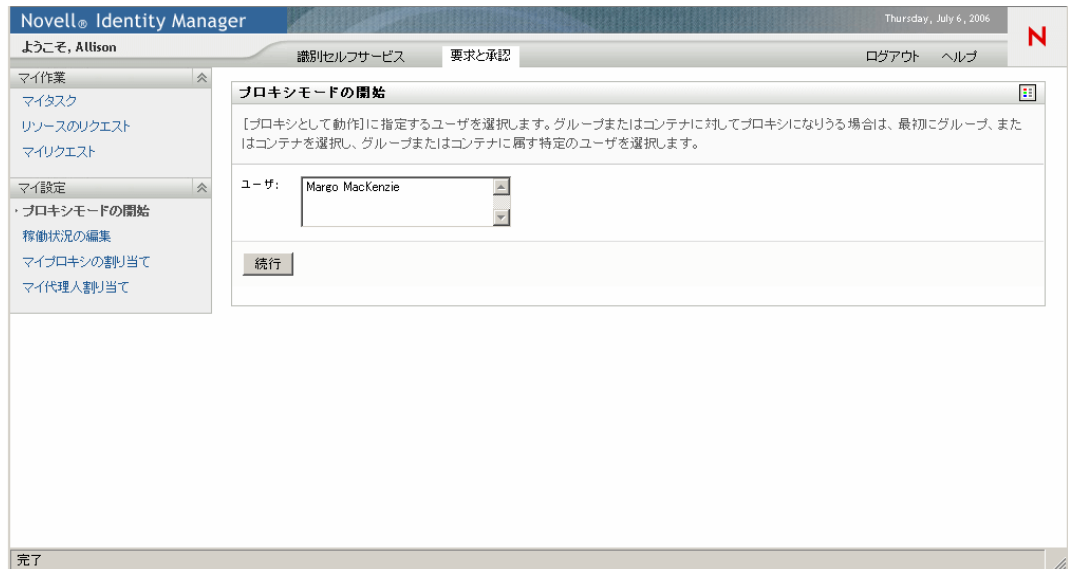 Novell® Identity Manager
Thursday, July 6, 2006
N
ようこそ, Allison
識別セルフサービス
要求と承認
ログアウト
ヘルプ
マイ作業
マイタスク
リソースのリクエスト
マイリクエスト
マイ設定
・プロキシモードの開始
稼働状況の編集
マイプロキシの割り当て
マイ代理人割り当て
プロキシモードの開始
[プロキシとして動作]に指定するユーザを選択します。グループまたはコンテナに対してプロキシになりうる場合は、最初にグループ、また
はコンテナを選択し、グループまたはコンテナに属す特定のユーザを選択します。
ユーザ:
Margo MacKenzie
続行
完了